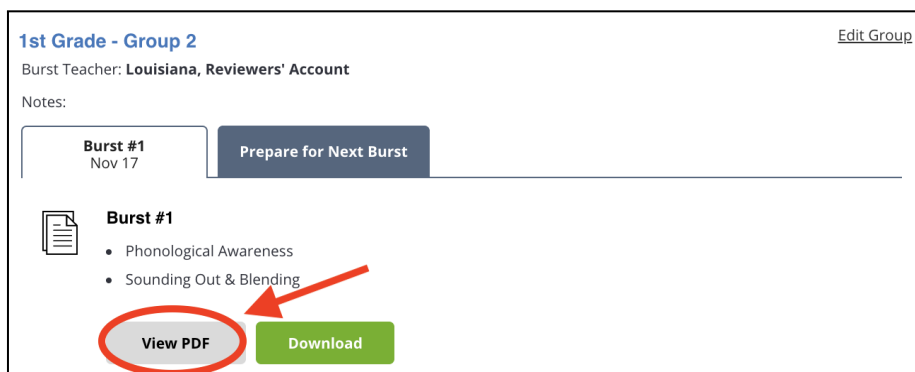 1st Grade - Group 2
Edit Group
Burst Teacher: Louisiana, Reviewers' Account
Notes:
Burst #1
Nov 17
Prepare for Next Burst
Burst #1
• Phonological Awareness
• Sounding Out & Blending
View PDF
Download